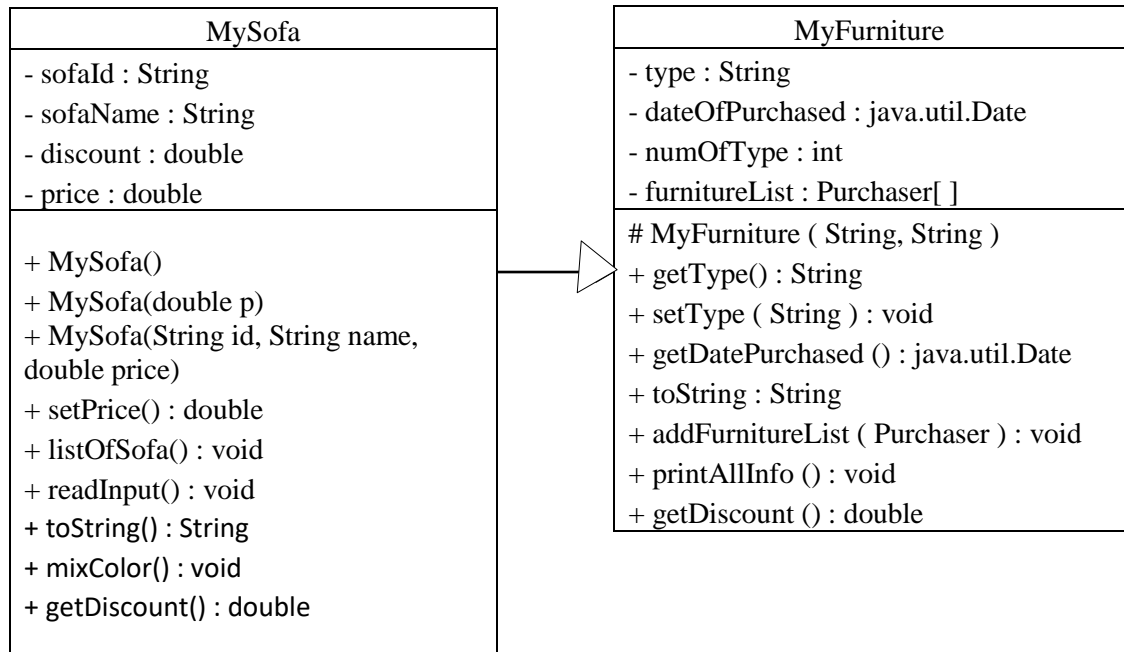 MySofa
- sofaId : String
- sofaName : String
- discount : double
- price : double
+ MySofa()
+ MySofa(double p)
+ MySofa(String id, String name,
double price)
+ setPrice() : double
+ listOfSofa() : void
+ readInput() : void
+ toString() : String
+ mixColor() : void
+ getDiscount() : double
MyFurniture
- type : String
- dateOfPurchased : java.util.Date
- numOfType : int
- furnitureList : Purchaser[ ]
# MyFurniture ( String, String )
+ getType() : String
+ setType ( String ) : void
+ getDatePurchased () : java.util.Date
+ toString : String
+ addFurnitureList ( Purchaser ) : void
+ printAllInfo () : void
+ getDiscount () : double